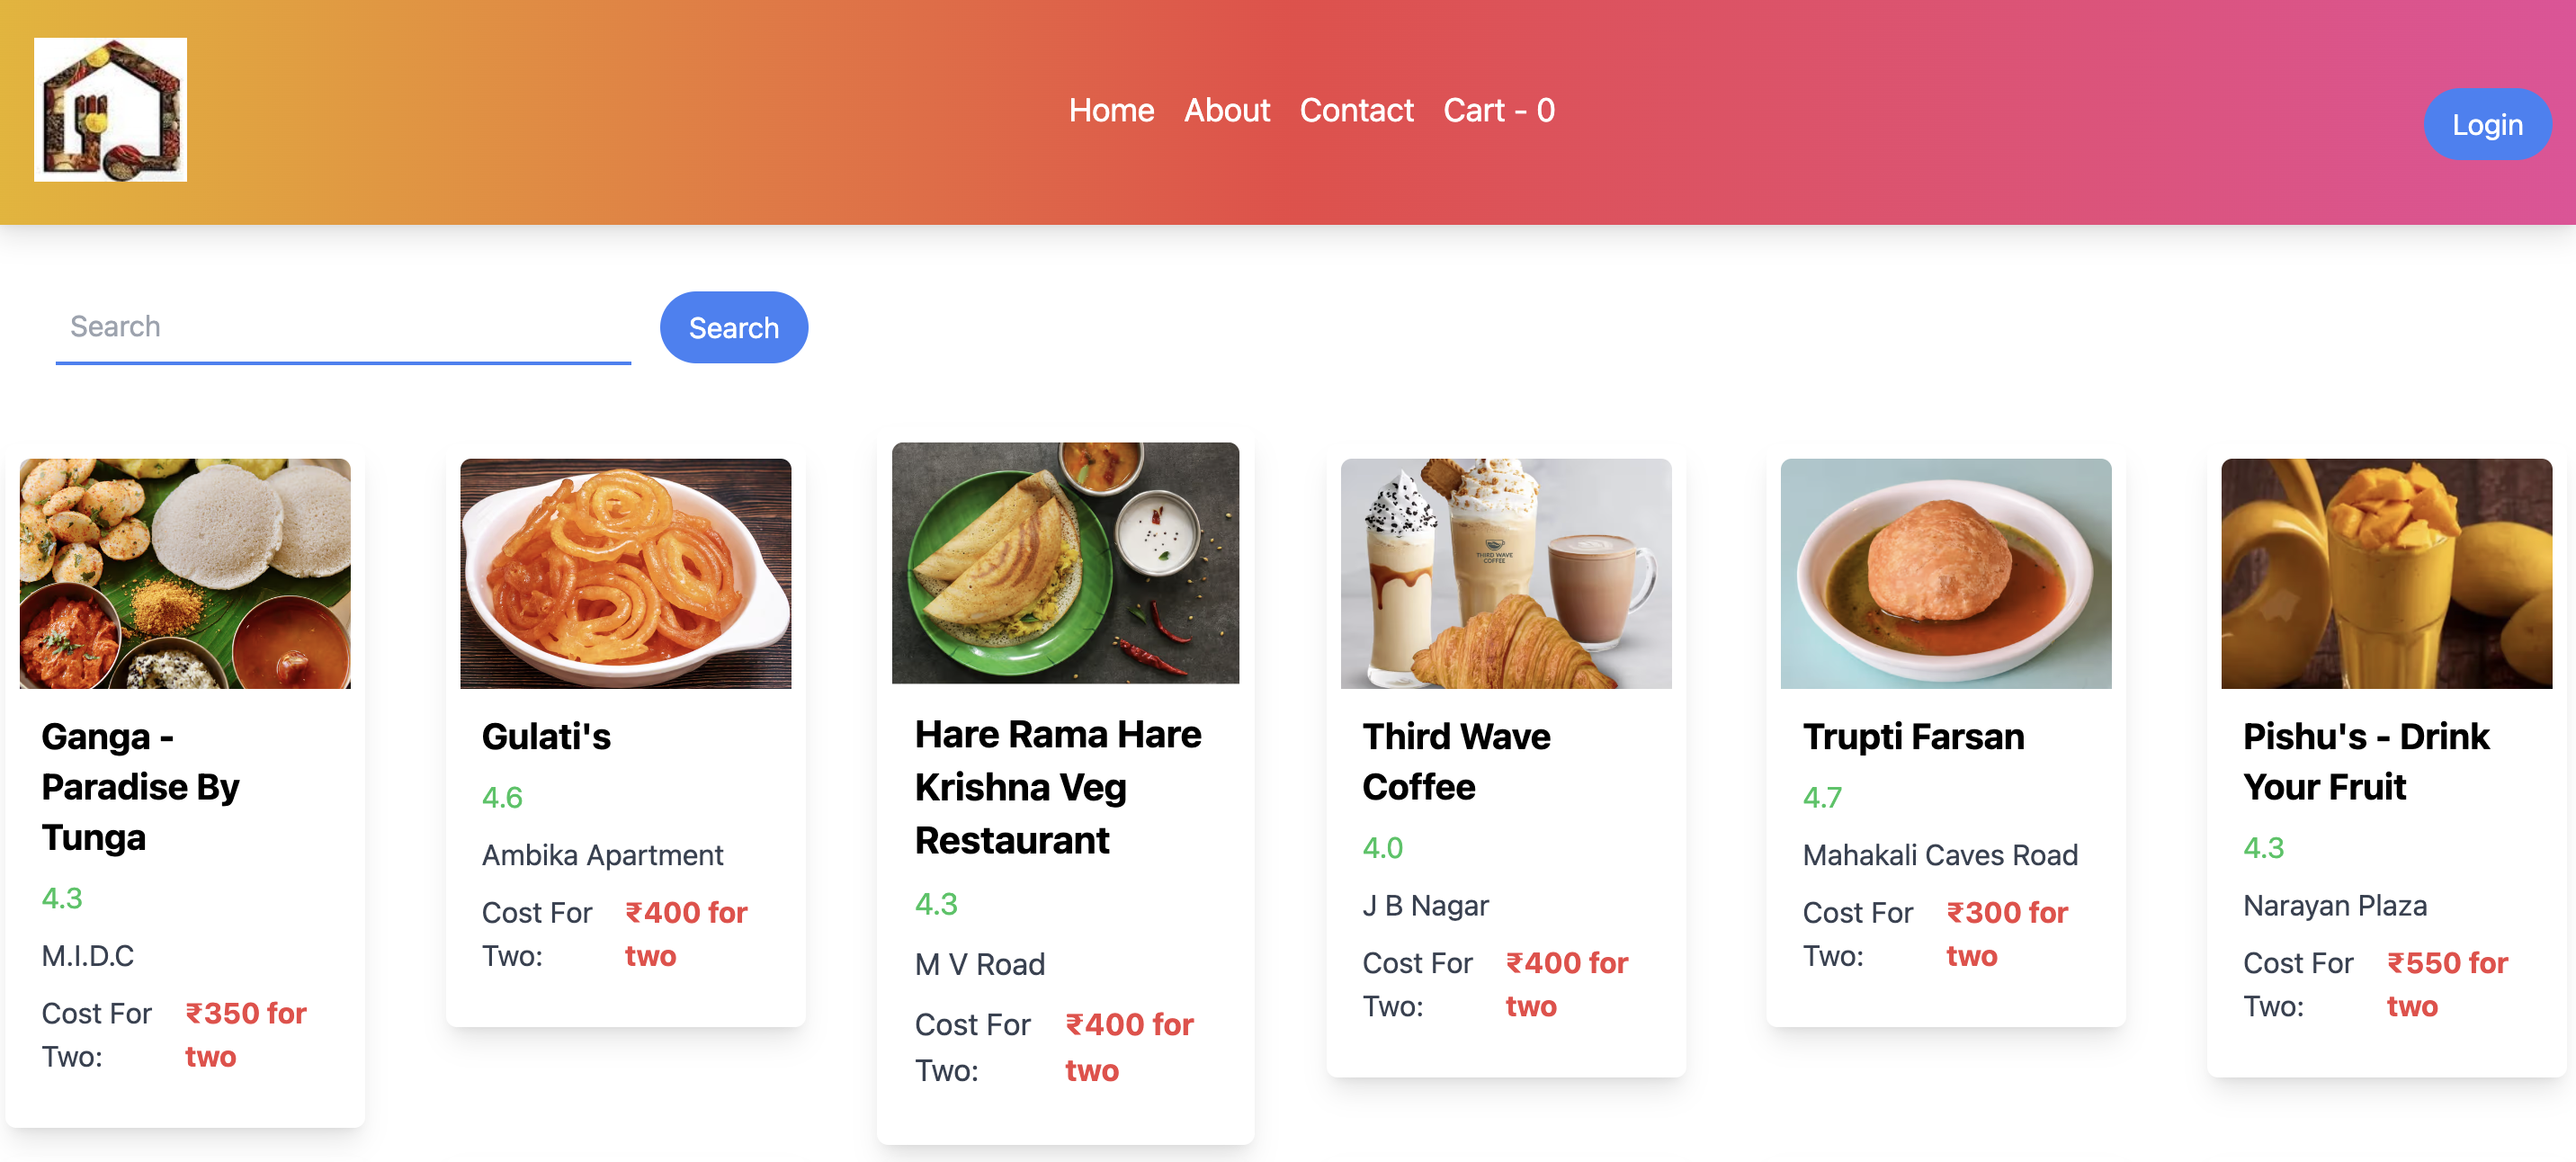 Home About Contact Cart - 0
Login
Search
Search
Ganga -
Paradise By
Tunga
4.3
M.I.D.C
Cost For
Two:
₹350 for
two
Gulati's
4.6
Ambika Apartment
Cost For
Two:
₹400 for
two
Hare Rama Hare
Krishna Veg
Restaurant
4.3
M V Road
Cost For
Two:
₹400 for
two
THIRD WAVE
COFFEE
Third Wave
Coffee
4.0
J B Nagar
Cost For
Two:
₹400 for
two
Trupti Farsan
4.7
Mahakali Caves Road
Cost For
Two:
₹300 for
two
Pishu's - Drink
Your Fruit
4.3
Narayan Plaza
Cost For
Two:
₹550 for
two